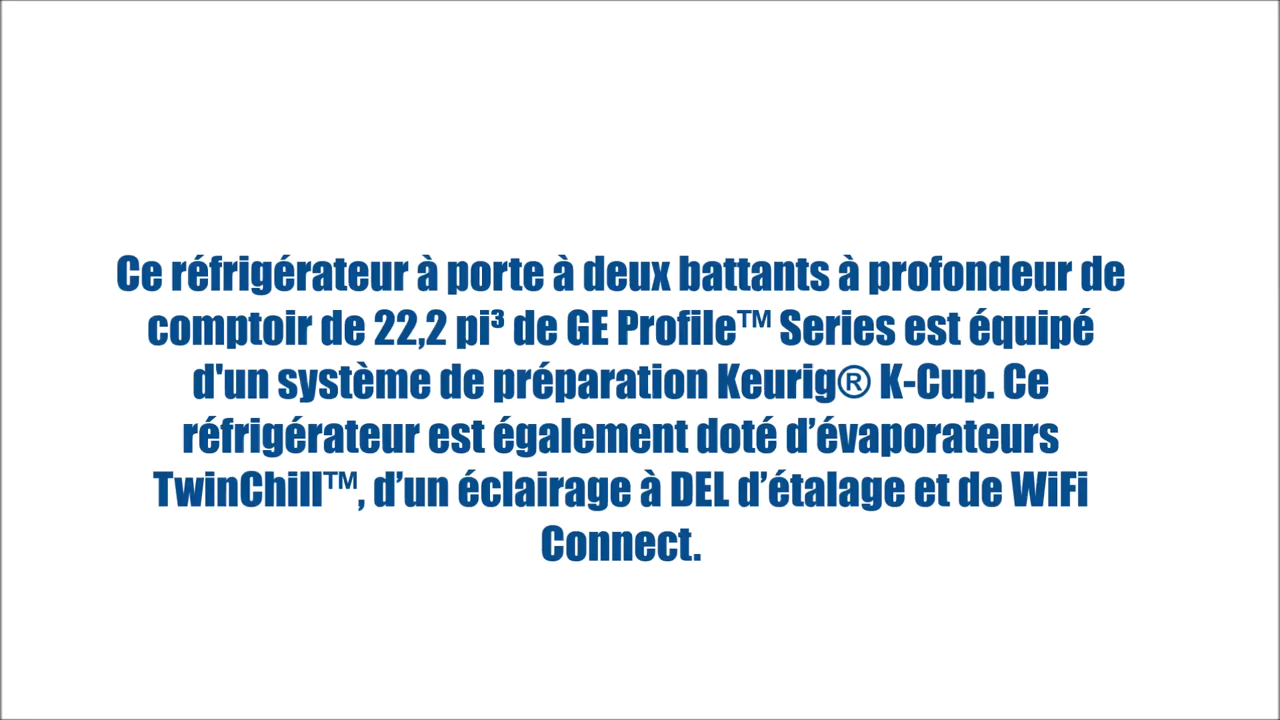 Ce réfrigérateur à porte à deux battants à profondeur de
comptoir de 22,2 pi³ de GE Profile™ Series est équipé
d'un système de préparation Keurig® K-Cup. Ce
réfrigérateur est également doté d’évaporateurs
TwinChill™, d’un éclairage à DEL d’étalage et de WiFi
Connect.